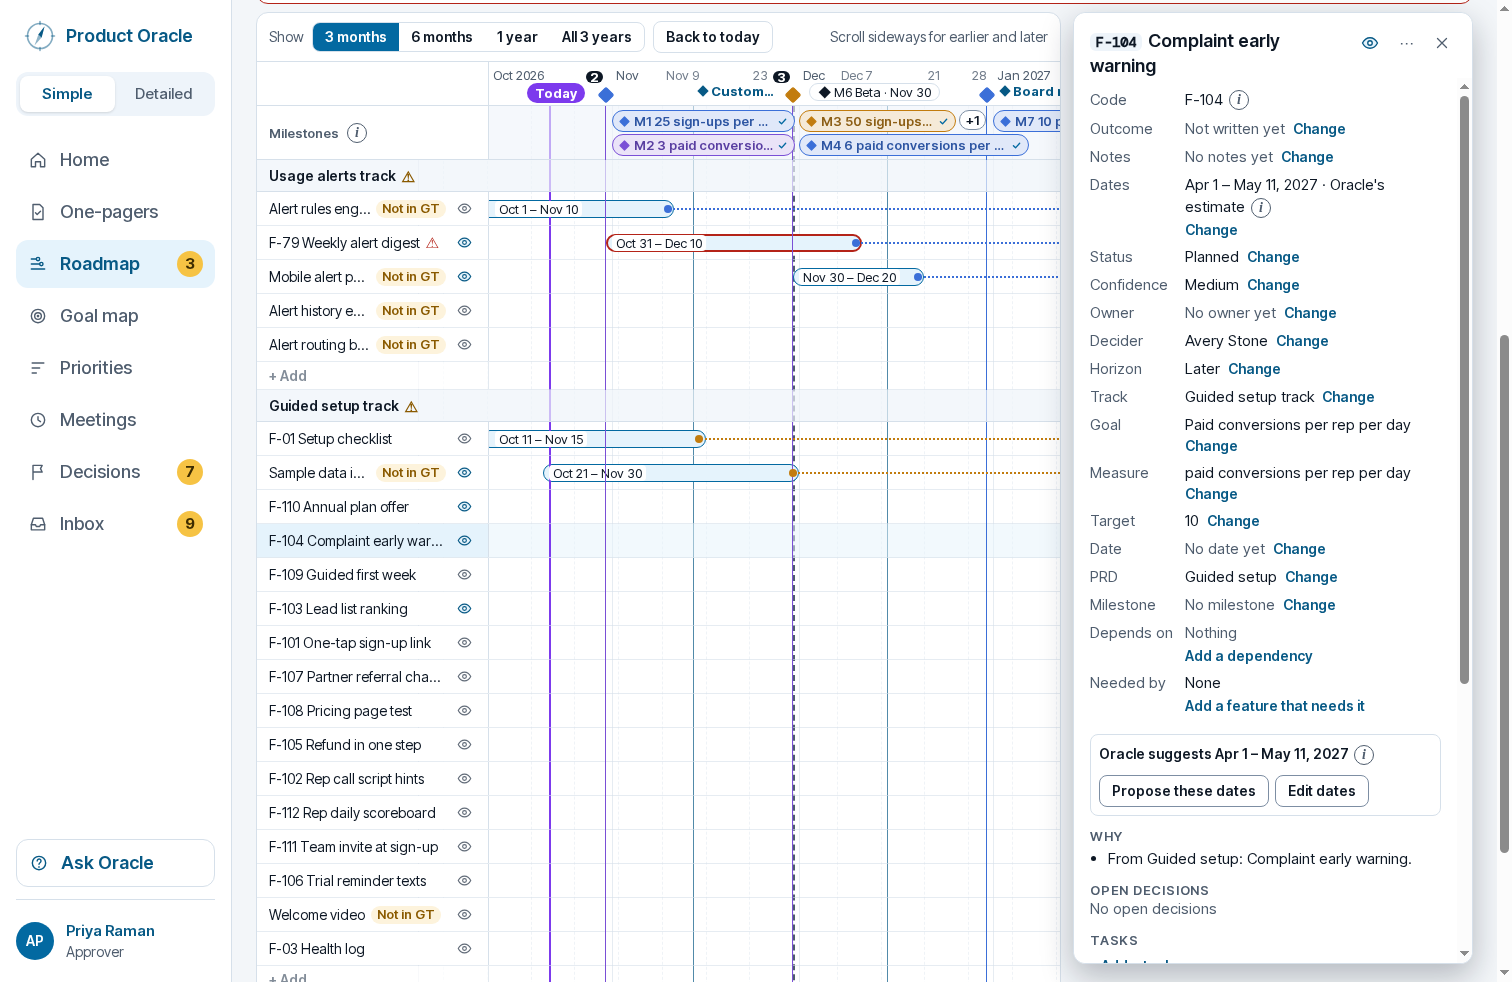 Product Oracle
Simple
Detailed
Home
One-pagers
Roadmap
3
Goal map
Priorities
Meetings
Decisions
7
Inbox
9
Ask Oracle
AP
Priya Raman
Approver
Show
3 months
6 months
1 year
All 3 years
Back to today
Scroll sideways for earlier and later
Oct 2026
2
Nov
Nov 9
23
3
Dec
Dec 7
21
28
Jan 2027
Today
Custom...
M6 Beta · Nov 30
Board
Milestones i
M1 25 sign-ups per ...
M3 50 sign-ups...
+1
M7 10 p
M2 3 paid conversio...
M4 6 paid conversions per ...
Usage alerts track
Alert rules eng...
Not in GT
Oct 1 – Nov 10
F-79 Weekly alert digest
Oct 31 – Dec 10
Mobile alert p...
Not in GT
Nov 30 – Dec 20
Alert history e...
Not in GT
Alert routing b...
Not in GT
+ Add
Guided setup track
F-01 Setup checklist
Oct 11 – Nov 15
Sample data i...
Not in GT
Oct 21 – Nov 30
F-110 Annual plan offer
F-104 Complaint early war...
F-109 Guided first week
F-103 Lead list ranking
F-101 One-tap sign-up link
F-107 Partner referral cha...
F-108 Pricing page test
F-105 Refund in one step
F-102 Rep call script hints
F-112 Rep daily scoreboard
F-111 Team invite at sign-up
F-106 Trial reminder texts
Welcome video
Not in GT
F-03 Health log
+ Add
F-104 Complaint early
warning
Code F-104 i
Outcome Not written yet Change
Notes No notes yet Change
Dates Apr 1 – May 11, 2027 · Oracle's
estimate i
Change
Status Planned Change
Confidence Medium Change
Owner No owner yet Change
Decider Avery Stone Change
Horizon Later Change
Track Guided setup track Change
Goal Paid conversions per rep per day
Change
Measure paid conversions per rep per day
Change
Target 10 Change
Date No date yet Change
PRD Guided setup Change
Milestone No milestone Change
Depends on Nothing
Add a dependency
Needed by None
Add a feature that needs it
Oracle suggests Apr 1 – May 11, 2027 i
Propose these dates
Edit dates
WHY
• From Guided setup: Complaint early warning.
OPEN DECISIONS
No open decisions
TASKS